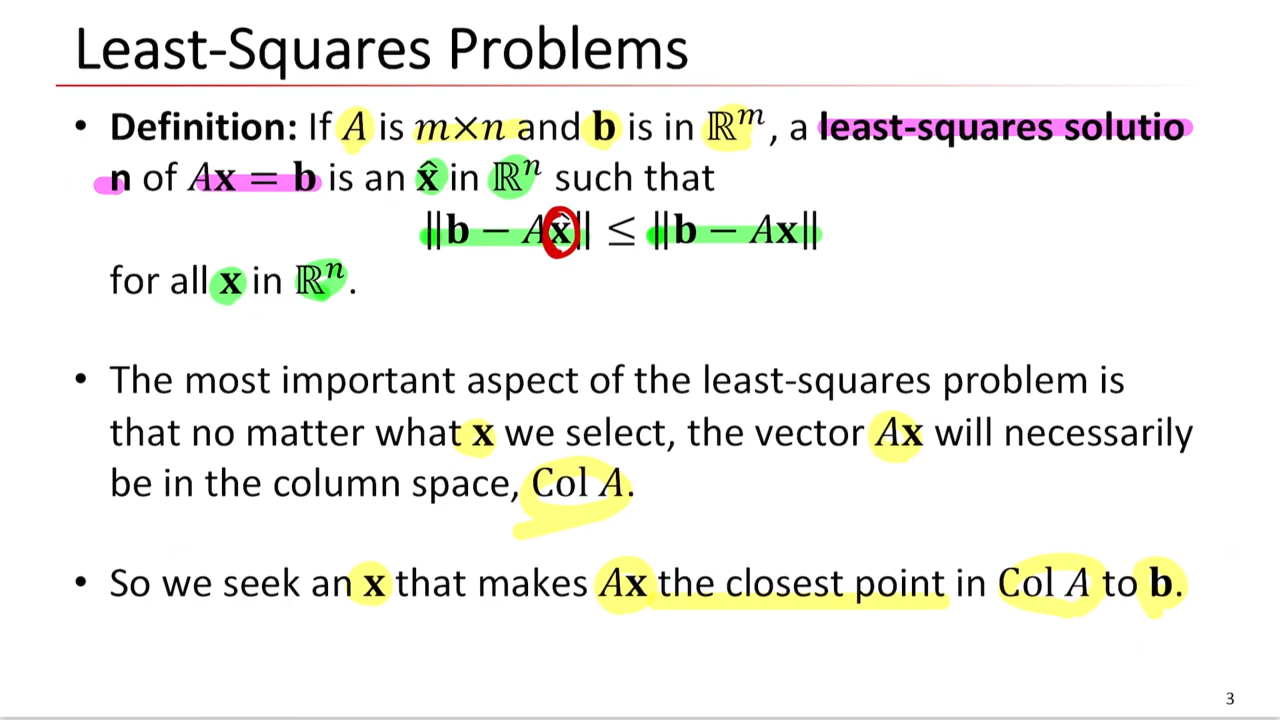 Least-Squares Problems
• Definition: If A is m×n and b is in ℝᵐ, a least-squares solutio
n of Ax = b is an x̂ in ℝⁿ such that
‖b − Ax̂‖ ≤ ‖b − Ax‖
for all x in ℝⁿ.
• The most important aspect of the least-squares problem is
that no matter what x we select, the vector Ax will necessarily
be in the column space, Col A.
• So we seek an x that makes Ax the closest point in Col A to b.
3